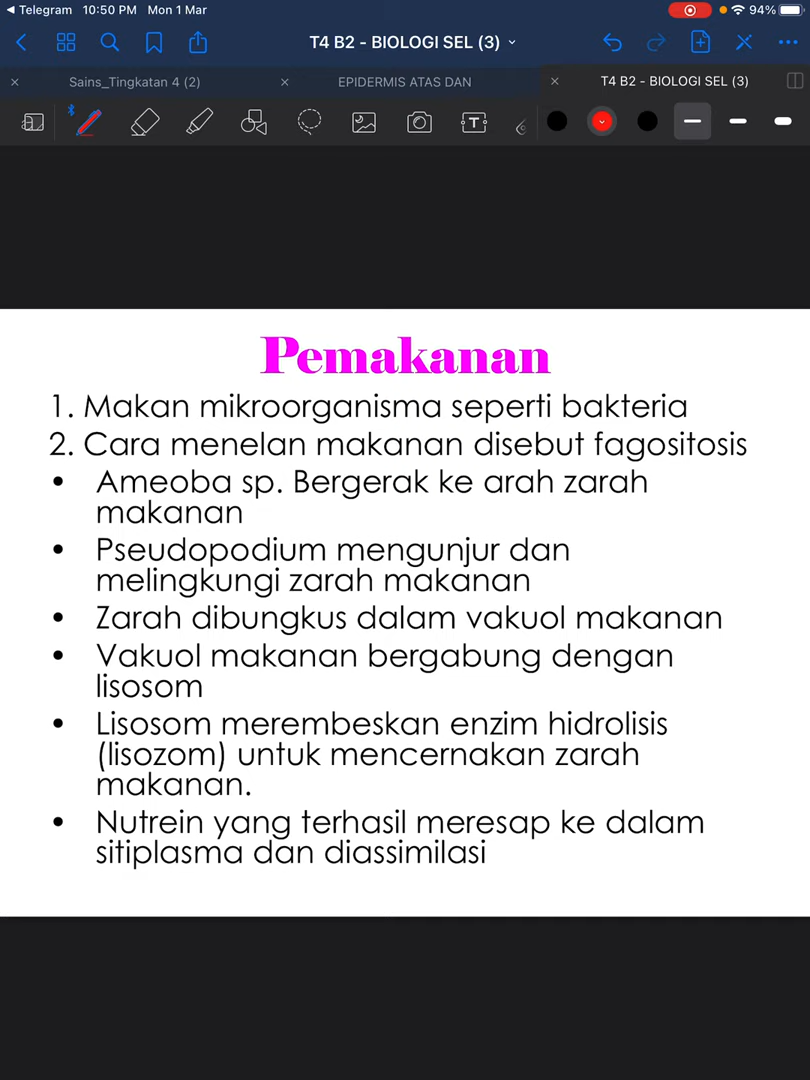 ◀ Telegram 10:50 PM Mon 1 Mar 94%
T4 B2 - BIOLOGI SEL (3)
Sains_Tingkatan 4 (2) EPIDERMIS ATAS DAN T4 B2 - BIOLOGI SEL (3)
T
Pemakanan
1. Makan mikroorganisma seperti bakteria
2. Cara menelan makanan disebut fagositosis
• Ameoba sp. Bergerak ke arah zarah
makanan
• Pseudopodium mengunjur dan
melingkungi zarah makanan
• Zarah dibungkus dalam vakuol makanan
• Vakuol makanan bergabung dengan
lisosom
• Lisosom merembeskan enzim hidrolisis
(lisozom) untuk mencernakan zarah
makanan.
• Nutrein yang terhasil meresap ke dalam
sitiplasma dan diassimilasi